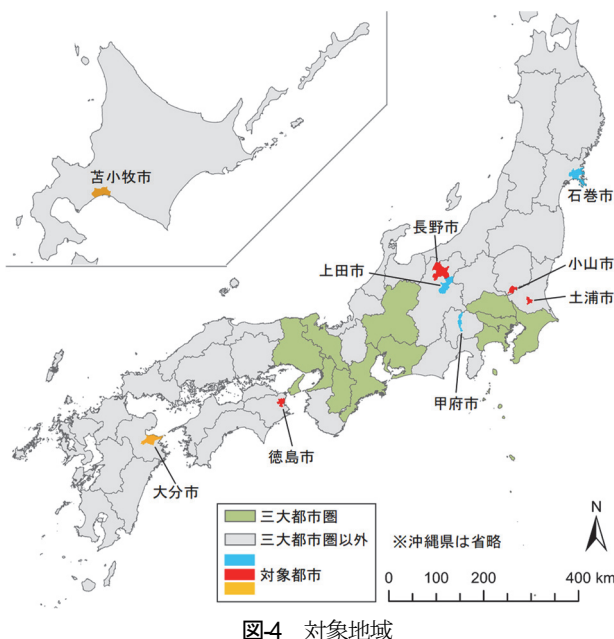 苫小牧市
石巻市
長野市
上田市
小山市
土浦市
甲府市
徳島市
大分市
三大都市圏
三大都市圏以外
対象都市
※沖縄県は省略
N
0 100 200 400 km
図-4 対象地域